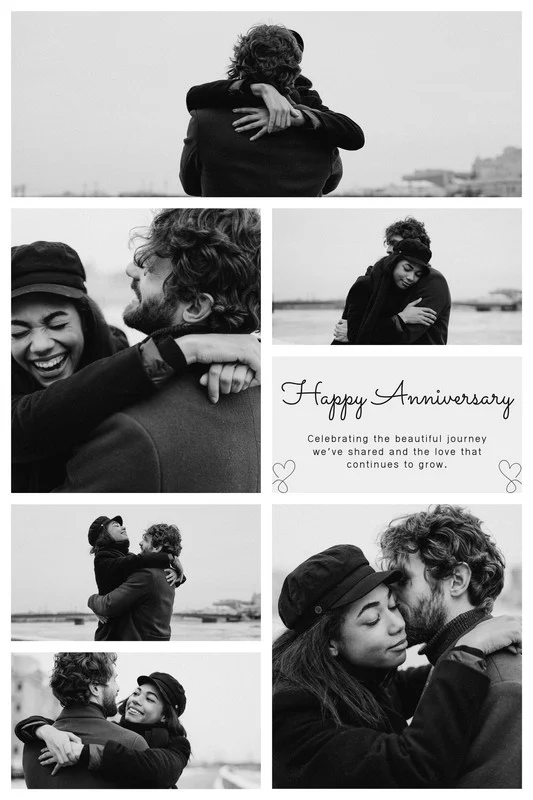 Happy Anniversary
Celebrating the beautiful journey
we've shared and the love that
continues to grow.